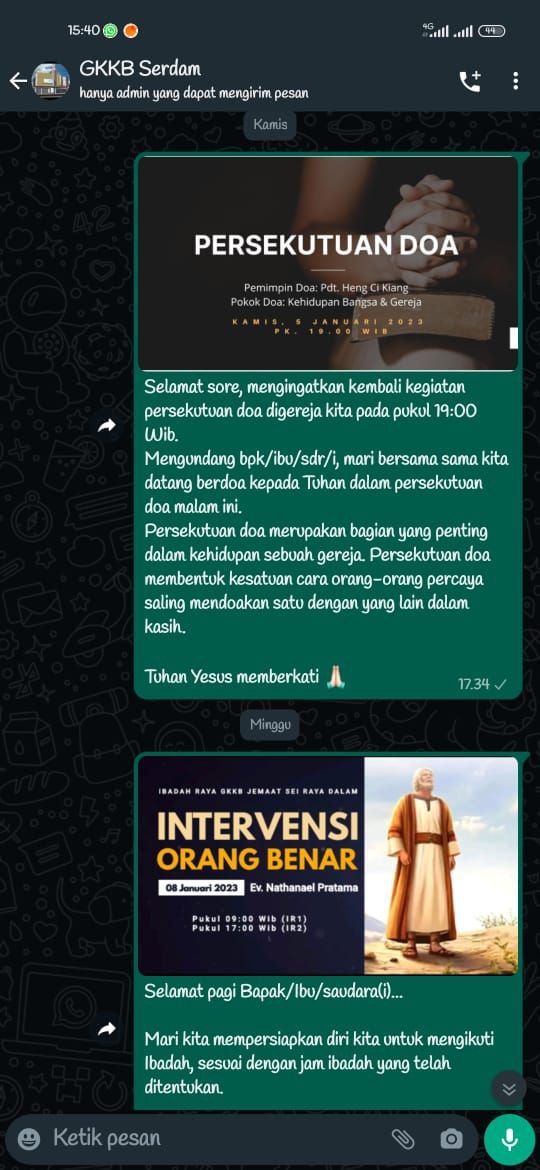 15:40
4G
44
GKKB Serdam
hanya admin yang dapat mengirim pesan
Kamis
PERSEKUTUAN DOA
Pemimpin Doa: Pdt. Heng Ci Kiang
Pokok Doa: Kehidupan Bangsa & Gereja
KAMIS, 5 JANUARI 2023
PK. 19.00 WIB
Selamat sore, mengingatkan kembali kegiatan
persekutuan doa digereja kita pada pukul 19:00
Wib.
Mengundang bpk/ibu/sdr/i, mari bersama sama kita
datang berdoa kepada Tuhan dalam persekutuan
doa malam ini.
Persekutuan doa merupakan bagian yang penting
dalam kehidupan sebuah gereja. Persekutuan doa
membentuk kesatuan cara orang-orang percaya
saling mendoakan satu dengan yang lain dalam
kasih.
Tuhan Yesus memberkati 🙏🏻
17.34
Minggu
IBADAH RAYA GKKB JEMAAT SEI RAYA DALAM
INTERVENSI
ORANG BENAR
08 Januari 2023 Ev. Nathanael Pratama
Pukul 09:00 Wib (IR1)
Pukul 17:00 Wib (IR2)
Selamat pagi Bapak/Ibu/saudara(i)...
Mari kita mempersiapkan diri kita untuk mengikuti
Ibadah, sesuai dengan jam ibadah yang telah
ditentukan.
Ketik pesan